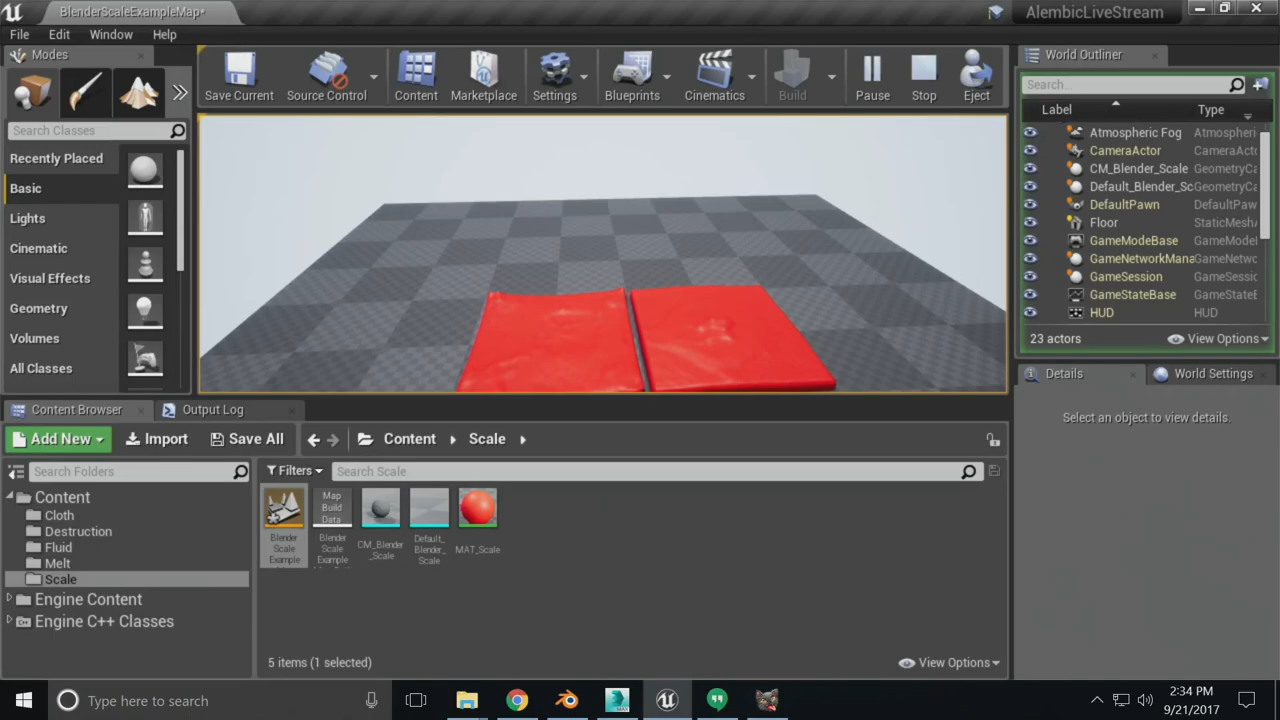 BlenderScaleExampleMap*
AlembicLiveStream
File Edit Window Help
Modes
Search Classes
Recently Placed
Basic
Lights
Cinematic
Visual Effects
Geometry
Volumes
All Classes
Save Current
Source Control
Content
Marketplace
Settings
Blueprints
Cinematics
Build
Pause
Stop
Eject
World Outliner
Search...
Label Type
Atmospheric Fog Atmospheri
CameraActor CameraActo
CM_Blender_Scale GeometryCa
Default_Blender_Sc GeometryCa
DefaultPawn DefaultPaw
Floor StaticMeshA
GameModeBase GameModeI
GameNetworkMana GameNetwo
GameSession GameSessio
GameStateBase GameStateE
HUD HUD
23 actors View Options
Details
World Settings
Select an object to view details.
Content Browser
Output Log
Add New Import Save All Content Scale
Search Folders
Content
Cloth
Destruction
Fluid
Melt
Scale
Engine Content
Engine C++ Classes
Filters Search Scale
Blender
Scale
Example
Map
Build
Data
Blender
Scale
Example
CM_Blender
_Scale
Default_
Blender_
Scale
MAT_Scale
5 items (1 selected) View Options
Type here to search
MAX
2:34 PM
9/21/2017